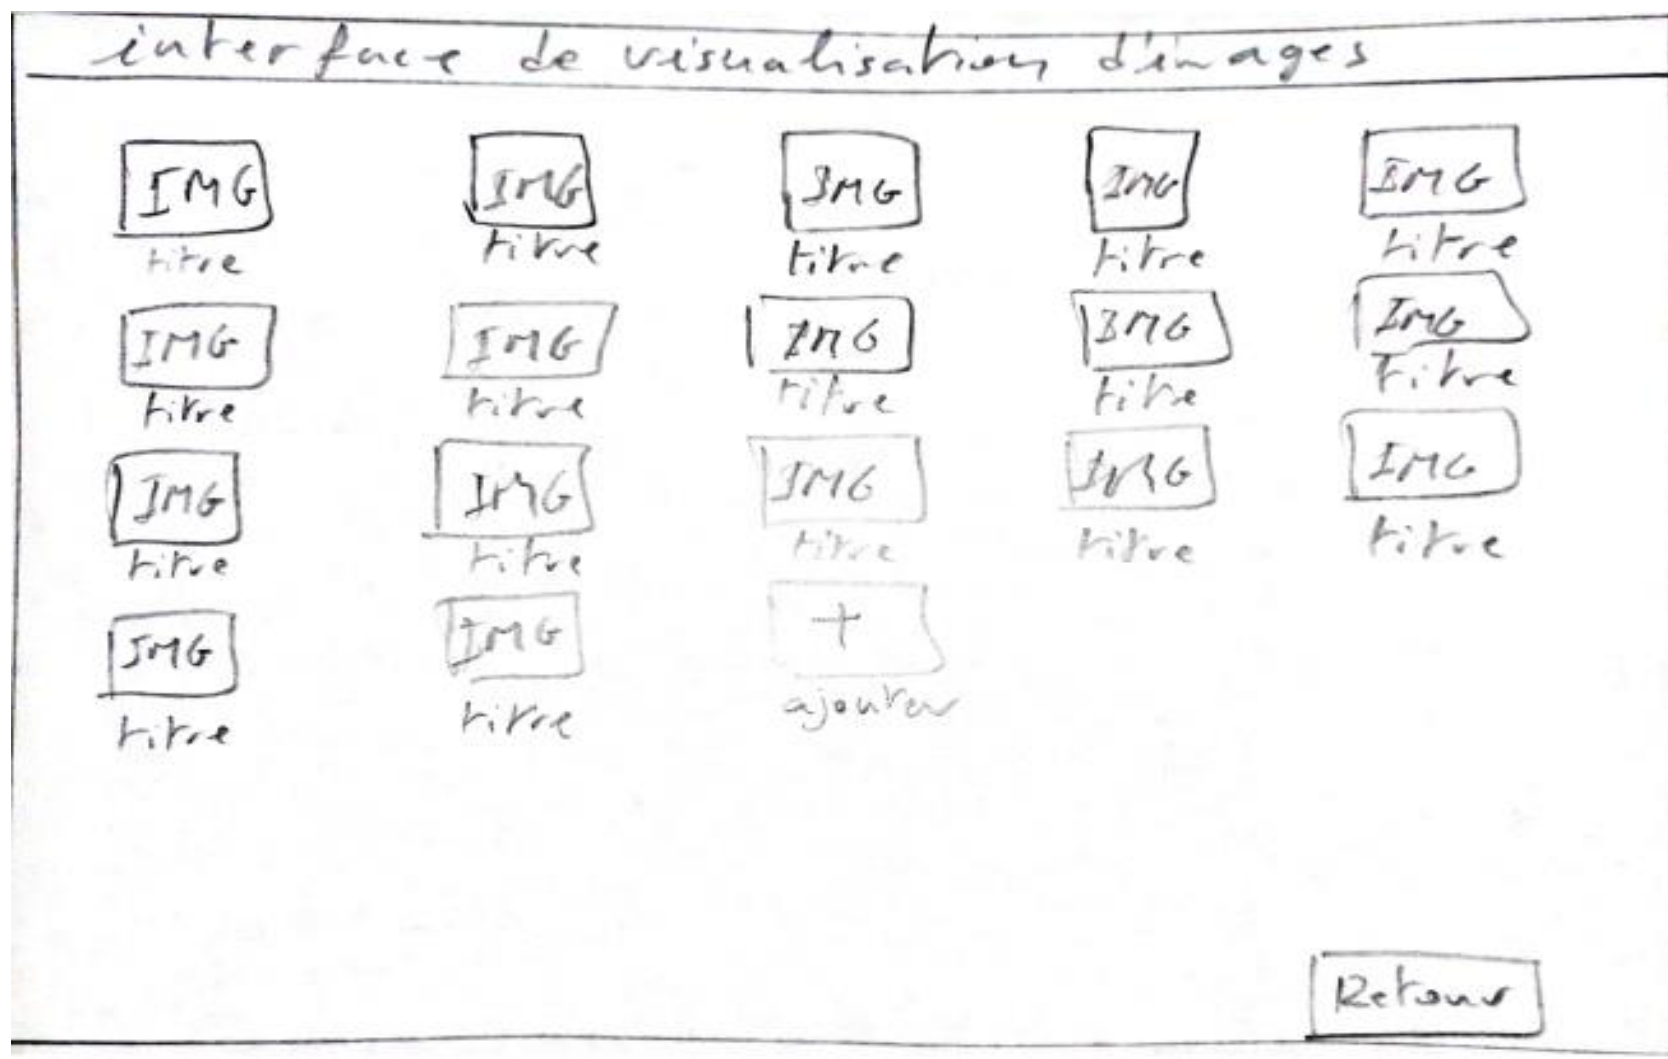 interface de visualisation d'images
IMG IMG IMG IMG IMG
titre titre titre titre titre
IMG IMG IMG IMG IMG
titre titre titre titre titre
IMG IMG IMG IMG IMG
titre titre titre titre titre
IMG IMG +
titre titre ajouter
Retour